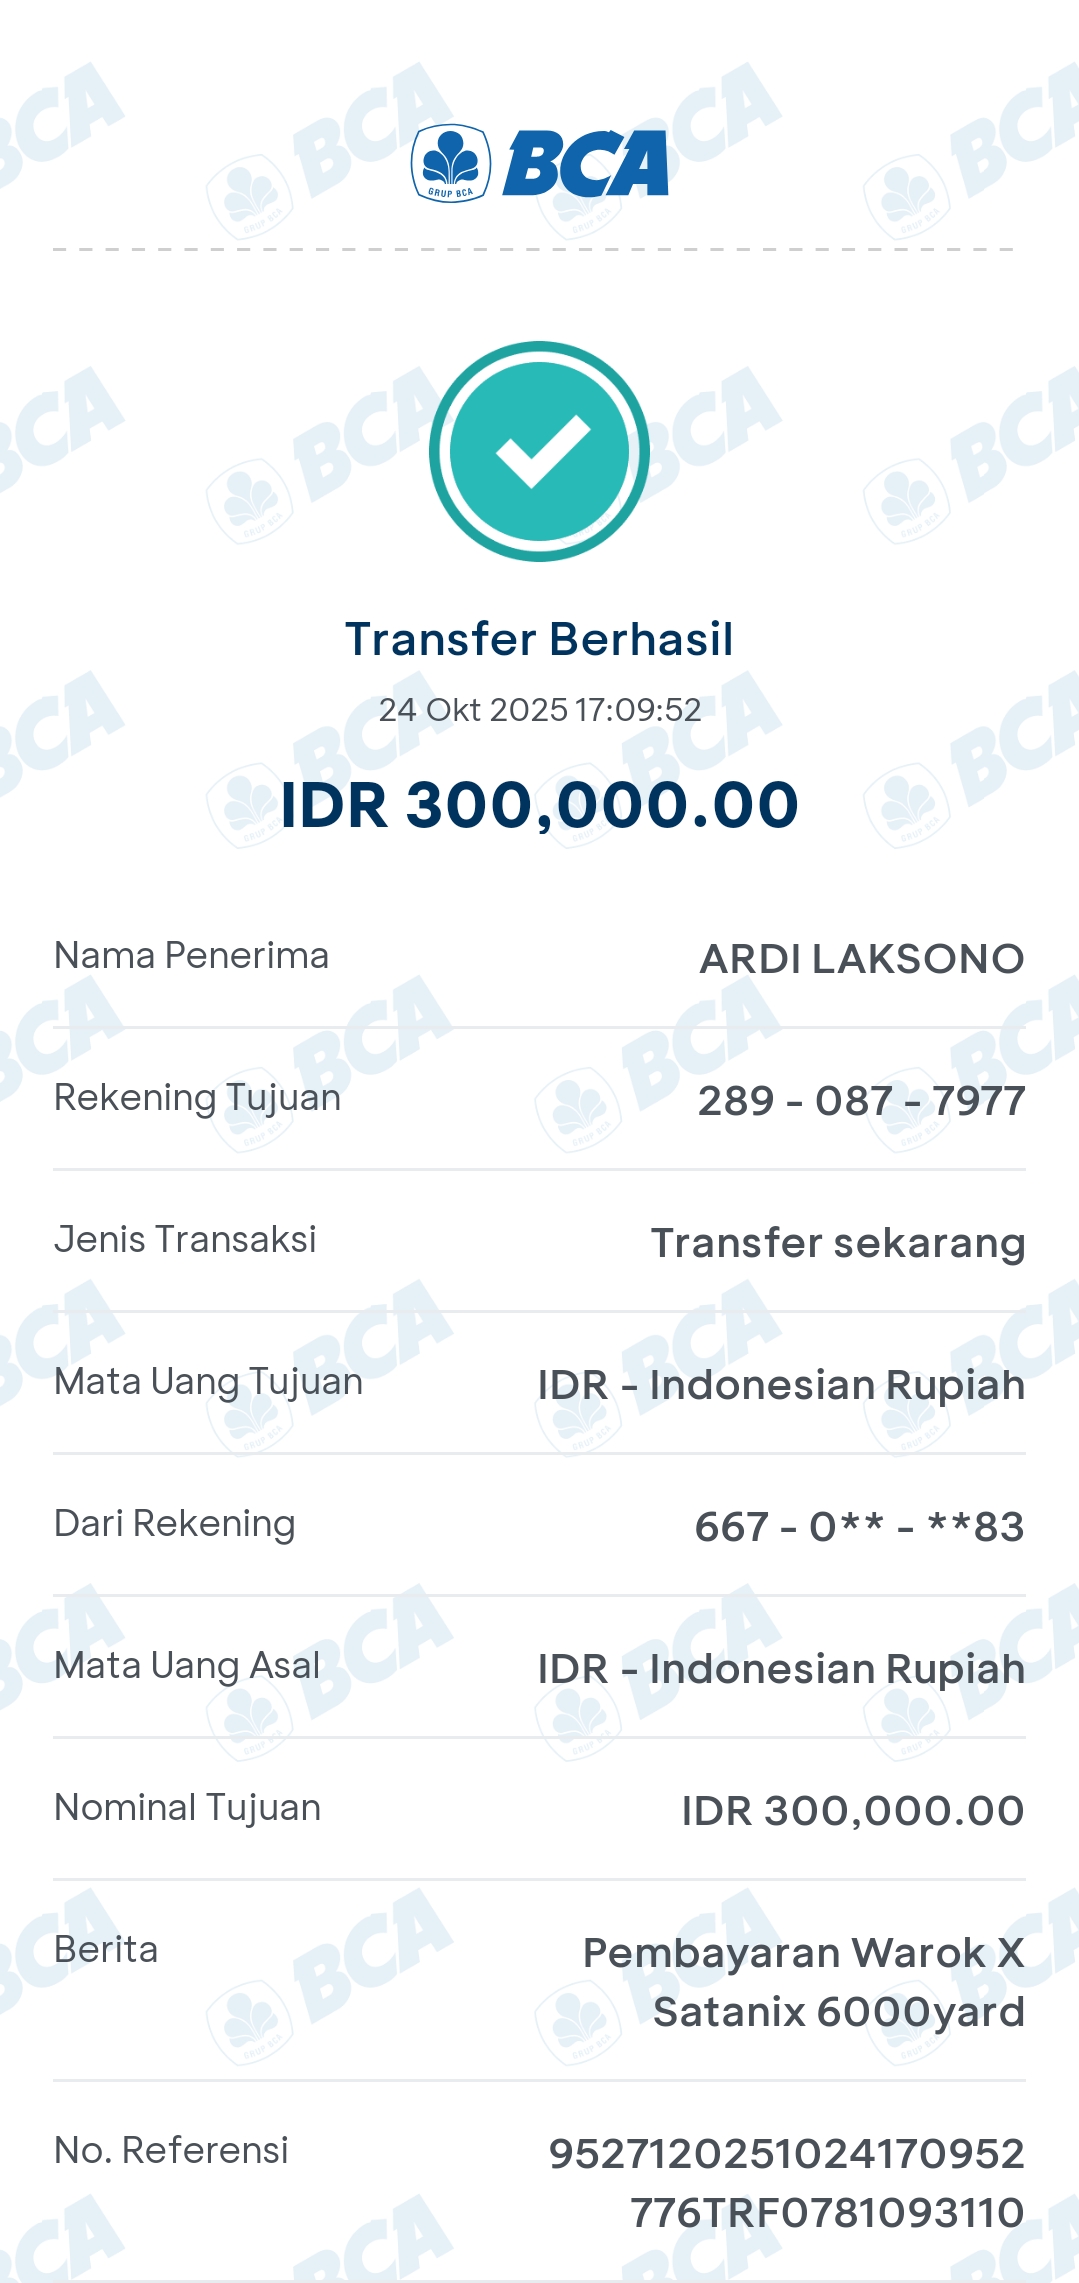 GRUP BCA
BCA
Transfer Berhasil
24 Okt 2025 17:09:52
IDR 300,000.00
Nama Penerima
ARDI LAKSONO
Rekening Tujuan
289 - 087 - 7977
Jenis Transaksi
Transfer sekarang
Mata Uang Tujuan
IDR - Indonesian Rupiah
Dari Rekening
667 - 0** - **83
Mata Uang Asal
IDR - Indonesian Rupiah
Nominal Tujuan
IDR 300,000.00
Berita
Pembayaran Warok X
Satanix 6000yard
No. Referensi
9527120251024170952
776TRF0781093110